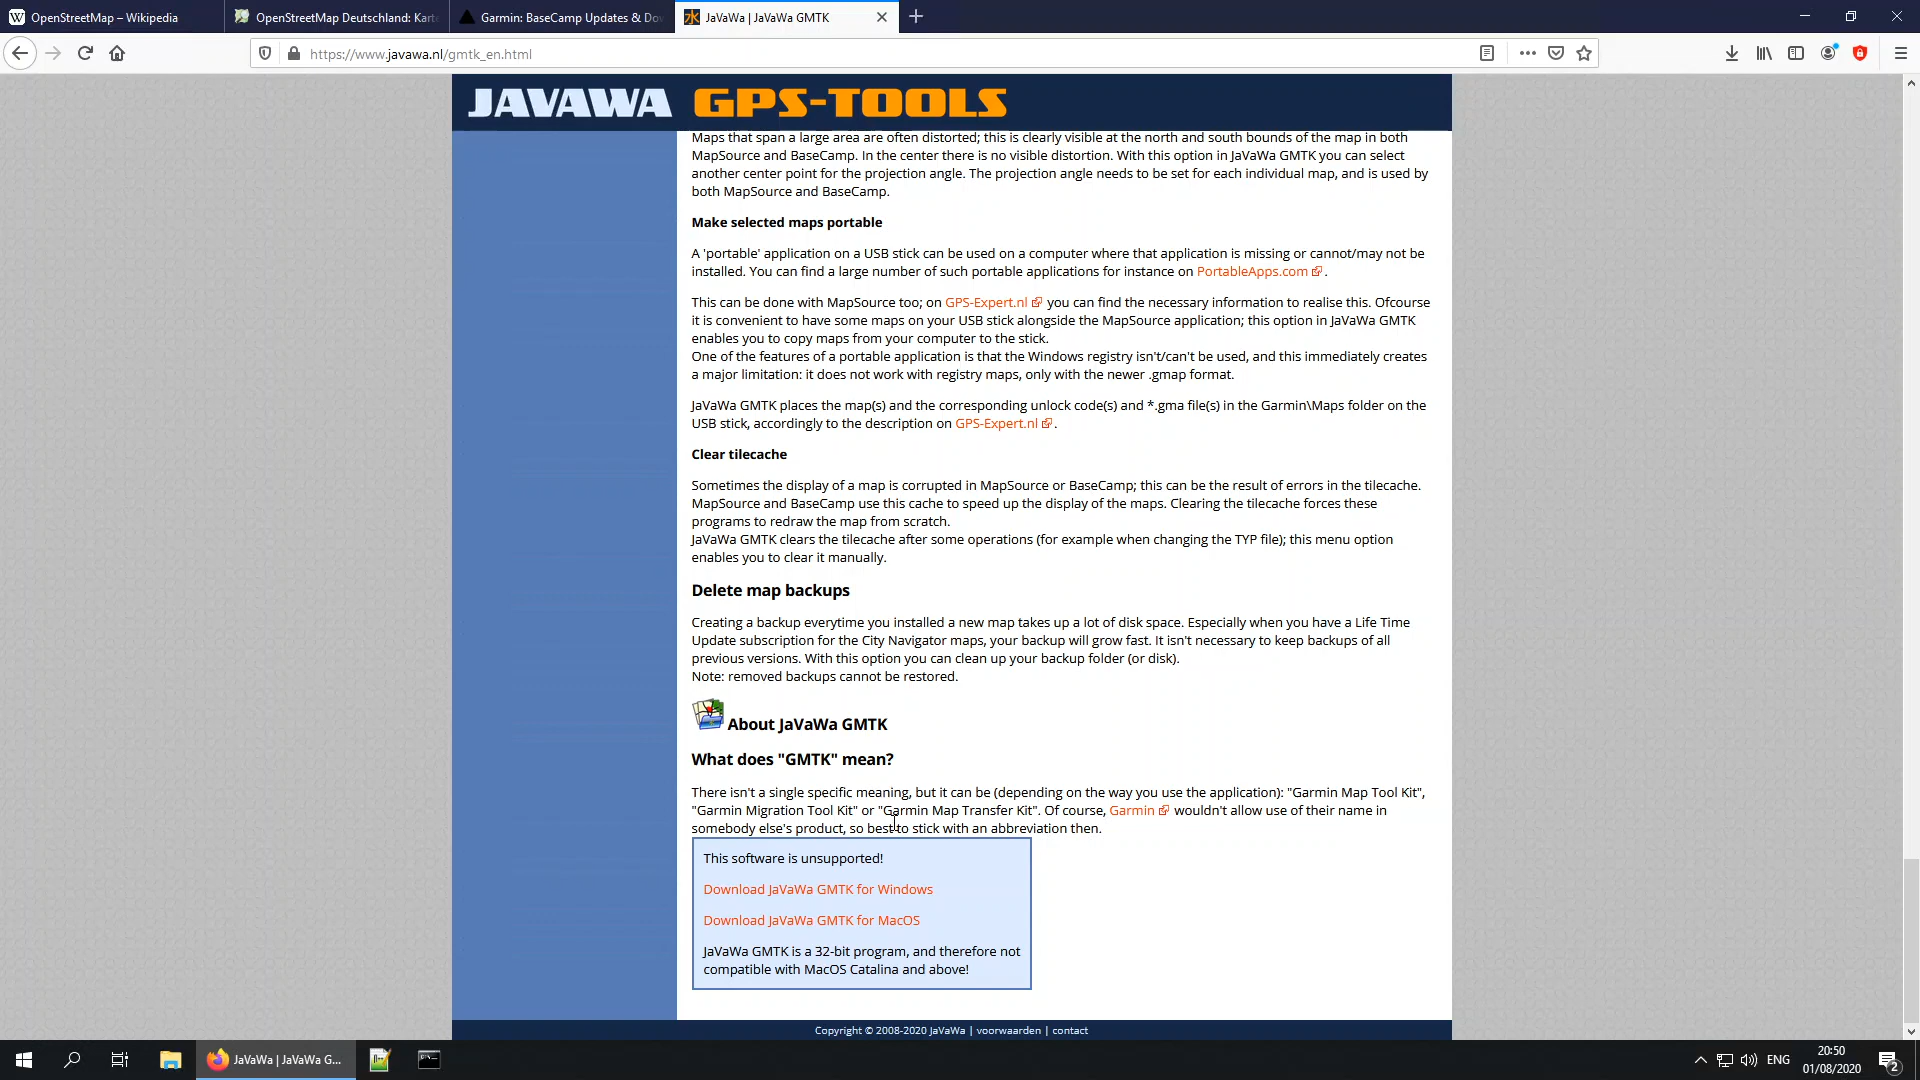 OpenStreetMap – Wikipedia
OpenStreetMap Deutschland: Karte
Garmin: BaseCamp Updates & Do
JaVaWa | JaVaWa GMTK
https://www.javawa.nl/gmtk_en.html
JAVAWA GPS-TOOLS
Maps that span a large area are often distorted; this is clearly visible at the north and south bounds of the map in both
MapSource and BaseCamp. In the center there is no visible distortion. With this option in JaVaWa GMTK you can select
another center point for the projection angle. The projection angle needs to be set for each individual map, and is used by
both MapSource and BaseCamp.
Make selected maps portable
A 'portable' application on a USB stick can be used on a computer where that application is missing or cannot/may not be
installed. You can find a large number of such portable applications for instance on PortableApps.com .
This can be done with MapSource too; on GPS-Expert.nl you can find the necessary information to realise this. Ofcourse
it is convenient to have some maps on your USB stick alongside the MapSource application; this option in JaVaWa GMTK
enables you to copy maps from your computer to the stick.
One of the features of a portable application is that the Windows registry isn't/can't be used, and this immediately creates
a major limitation: it does not work with registry maps, only with the newer .gmap format.
JaVaWa GMTK places the map(s) and the corresponding unlock code(s) and *.gma file(s) in the Garmin\Maps folder on the
USB stick, accordingly to the description on GPS-Expert.nl .
Clear tilecache
Sometimes the display of a map is corrupted in MapSource or BaseCamp; this can be the result of errors in the tilecache.
MapSource and BaseCamp use this cache to speed up the display of the maps. Clearing the tilecache forces these
programs to redraw the map from scratch.
JaVaWa GMTK clears the tilecache after some operations (for example when changing the TYP file); this menu option
enables you to clear it manually.
Delete map backups
Creating a backup everytime you installed a new map takes up a lot of disk space. Especially when you have a Life Time
Update subscription for the City Navigator maps, your backup will grow fast. It isn't necessary to keep backups of all
previous versions. With this option you can clean up your backup folder (or disk).
Note: removed backups cannot be restored.
About JaVaWa GMTK
What does "GMTK" mean?
There isn't a single specific meaning, but it can be (depending on the way you use the application): "Garmin Map Tool Kit",
"Garmin Migration Tool Kit" or "Garmin Map Transfer Kit". Of course, Garmin wouldn't allow use of their name in
somebody else's product, so best to stick with an abbreviation then.
This software is unsupported!
Download JaVaWa GMTK for Windows
Download JaVaWa GMTK for MacOS
JaVaWa GMTK is a 32-bit program, and therefore not
compatible with MacOS Catalina and above!
Copyright © 2008-2020 JaVaWa | voorwaarden | contact
JaVaWa | JaVaWa G...
ENG
20:50
01/08/2020
2